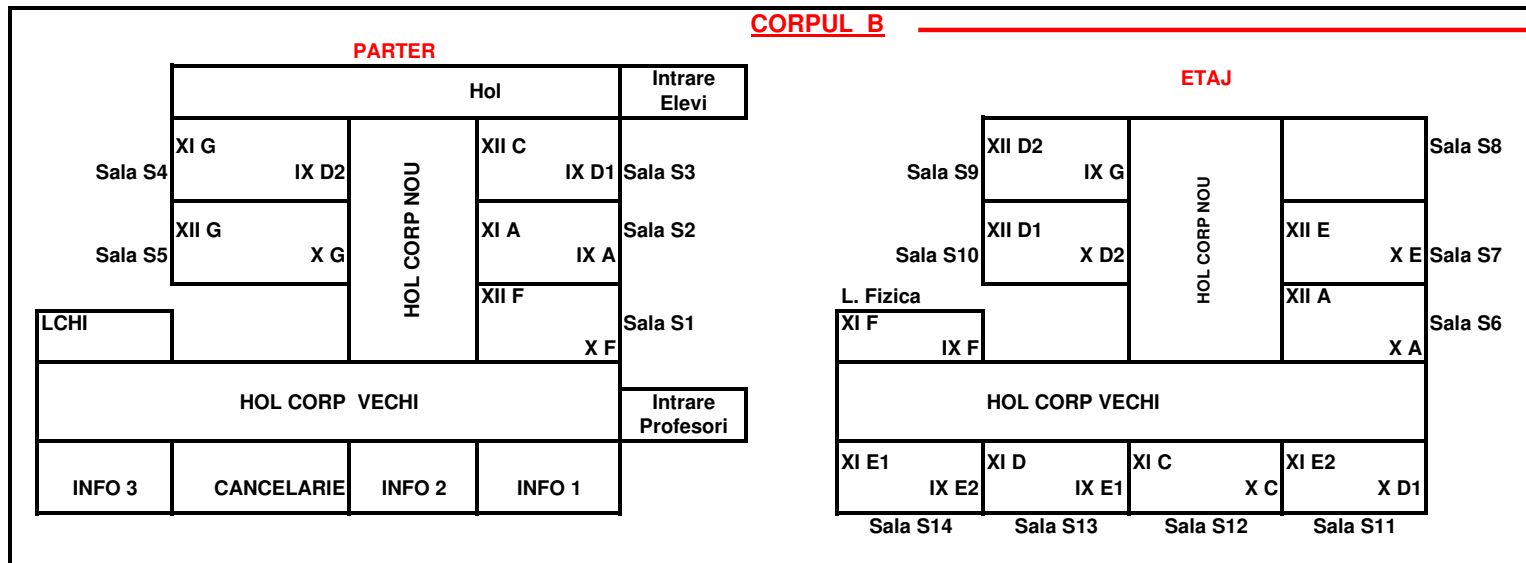 CORPUL B
PARTER
Hol
Intrare
Elevi
XI G
IX D2
Sala S4
HOL CORP NOU
XII C
IX D1
Sala S3
XII G
X G
Sala S5
XI A
IX A
Sala S2
XII F
X F
Sala S1
LCHI
HOL CORP VECHI
Intrare
Profesori
INFO 3
CANCELARIE
INFO 2
INFO 1
ETAJ
Sala S9
XII D2
IX G
HOL CORP NOU
Sala S8
Sala S10
XII D1
X D2
XII E
X E
Sala S7
L. Fizica
XI F
IX F
XII A
X A
Sala S6
HOL CORP VECHI
XI E1
IX E2
XI D
IX E1
XI C
X C
XI E2
X D1
Sala S14
Sala S13
Sala S12
Sala S11